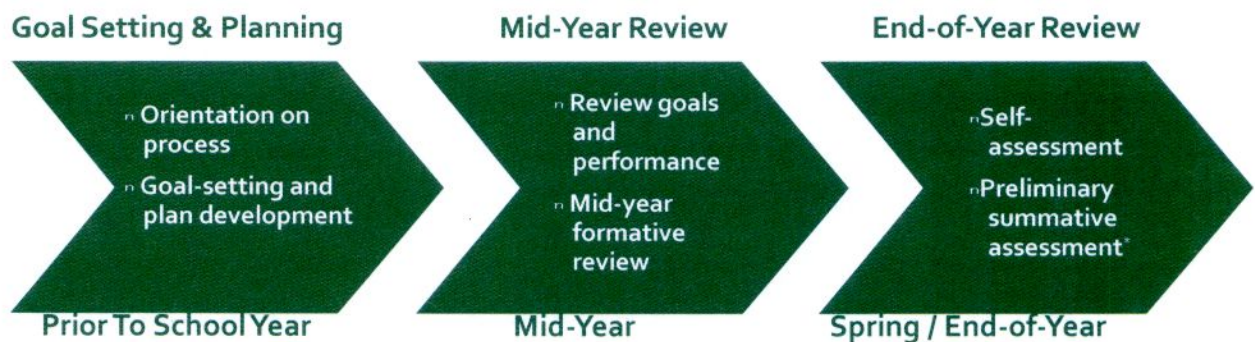 Goal Setting & Planning
n Orientation on
process
n Goal-setting and
plan development
Prior To School Year
Mid-Year Review
n Review goals
and
performance
n Mid-year
formative
review
Mid-Year
End-of-Year Review
n Self-
assessment
n Preliminary
summative
assessment*
Spring / End-of-Year